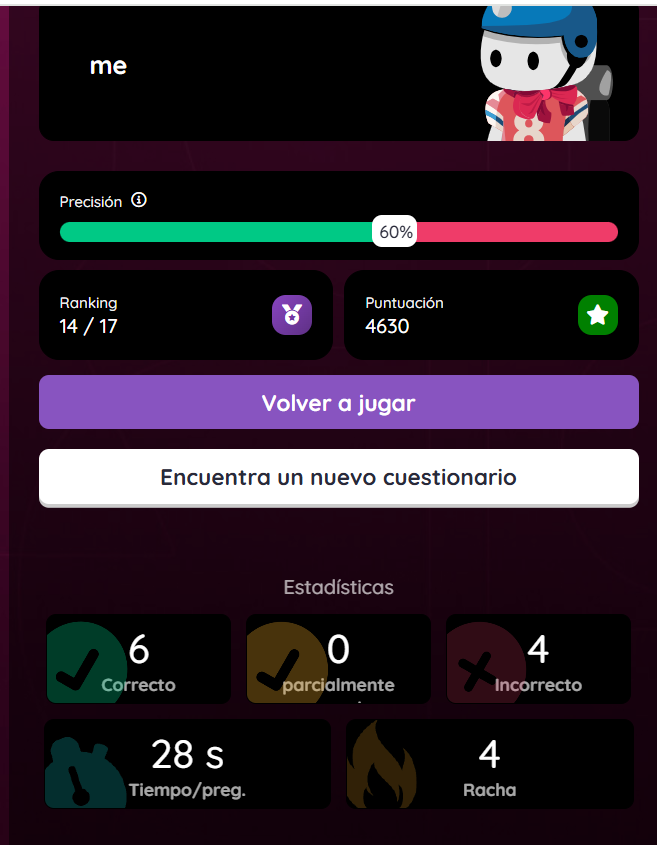 me
Precisión
60%
Ranking
14 / 17
Puntuación
4630
Volver a jugar
Encuentra un nuevo cuestionario
Estadísticas
6
Correcto
0
parcialmente
4
Incorrecto
28 s
Tiempo/preg.
4
Racha